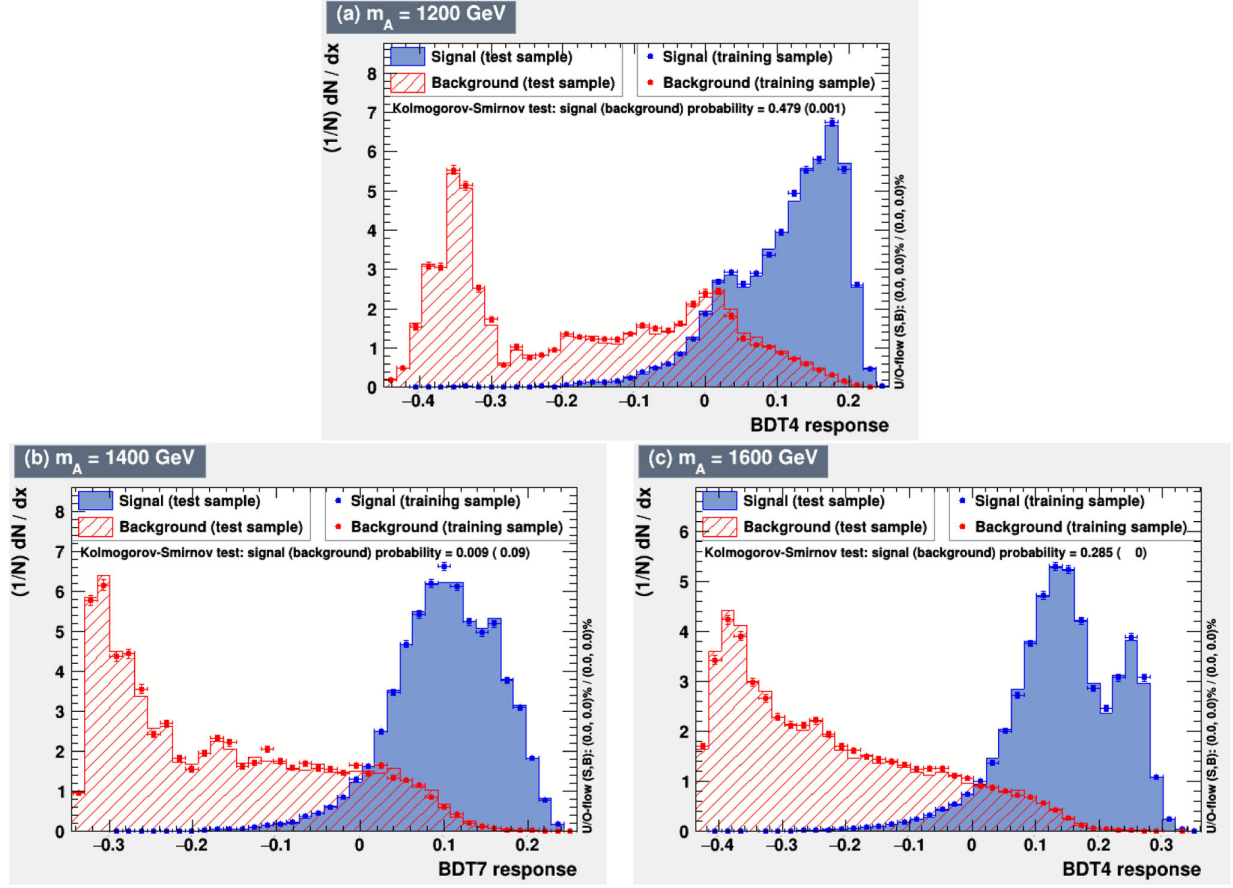 (a) m_A = 1200 GeV
(1/N) dN / dx
Signal (test sample)
Background (test sample)
Signal (training sample)
Background (training sample)
Kolmogorov-Smirnov test: signal (background) probability = 0.479 (0.001)
8
7
6
5
4
3
2
1
0
−0.4 −0.3 −0.2 −0.1 0 0.1 0.2
BDT4 response
U/O-flow (S,B): (0.0, 0.0)% / (0.0, 0.0)%
(b) m_A = 1400 GeV
(1/N) dN / dx
Signal (test sample)
Background (test sample)
Signal (training sample)
Background (training sample)
Kolmogorov-Smirnov test: signal (background) probability = 0.009 ( 0.09)
8
7
6
5
4
3
2
1
0
−0.3 −0.2 −0.1 0 0.1 0.2
BDT7 response
U/O-flow (S,B): (0.0, 0.0)% / (0.0, 0.0)%
(c) m_A = 1600 GeV
(1/N) dN / dx
Signal (test sample)
Background (test sample)
Signal (training sample)
Background (training sample)
Kolmogorov-Smirnov test: signal (background) probability = 0.285 ( 0)
6
5
4
3
2
1
0
−0.4 −0.3 −0.2 −0.1 0 0.1 0.2 0.3
BDT4 response
U/O-flow (S,B): (0.0, 0.0)% / (0.0, 0.0)%